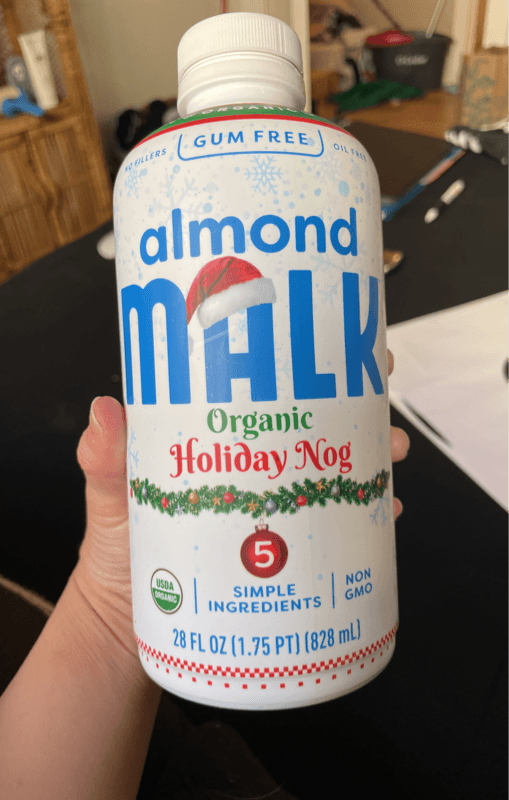 ORGANIC
NO FILLERS
GUM FREE
OIL FREE
almond
MALK
Organic
Holiday Nog
5
USDA
ORGANIC
SIMPLE
INGREDIENTS
NON
GMO
28 FL OZ (1.75 PT) (828 mL)